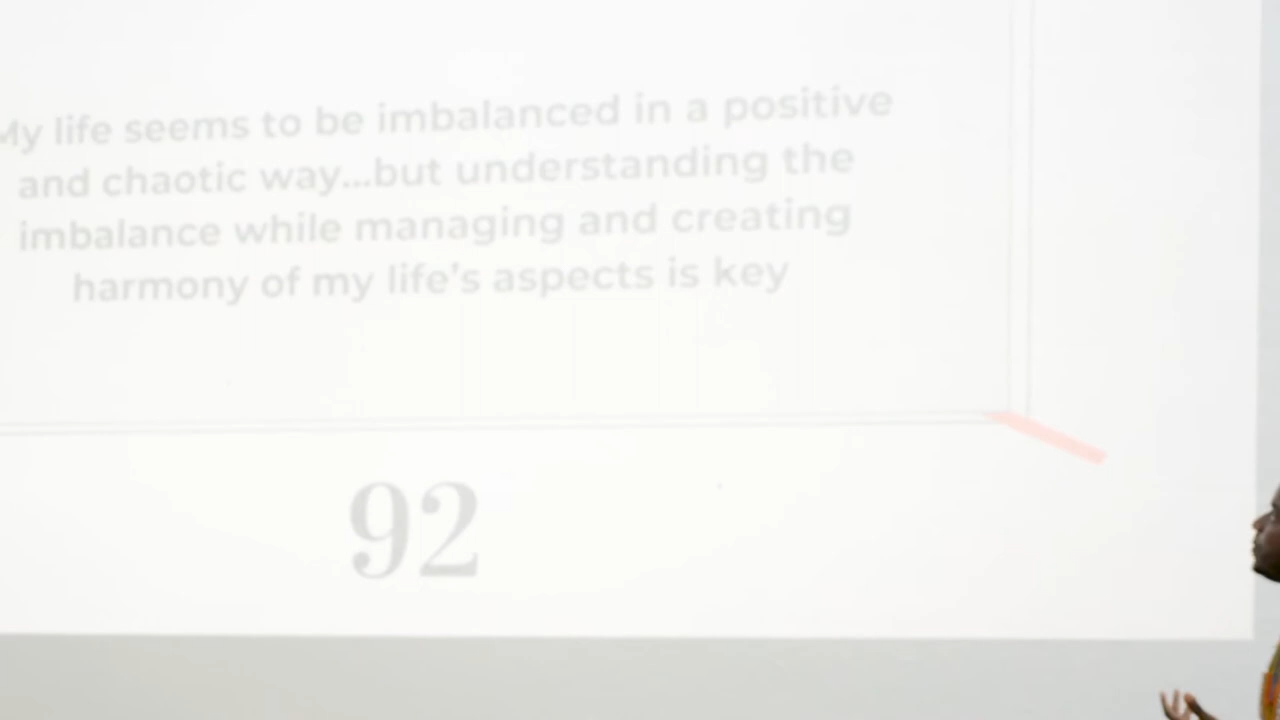 My life seems to be imbalanced in a positive
and chaotic way...but understanding the
imbalance while managing and creating
harmony of my life's aspects is key
92